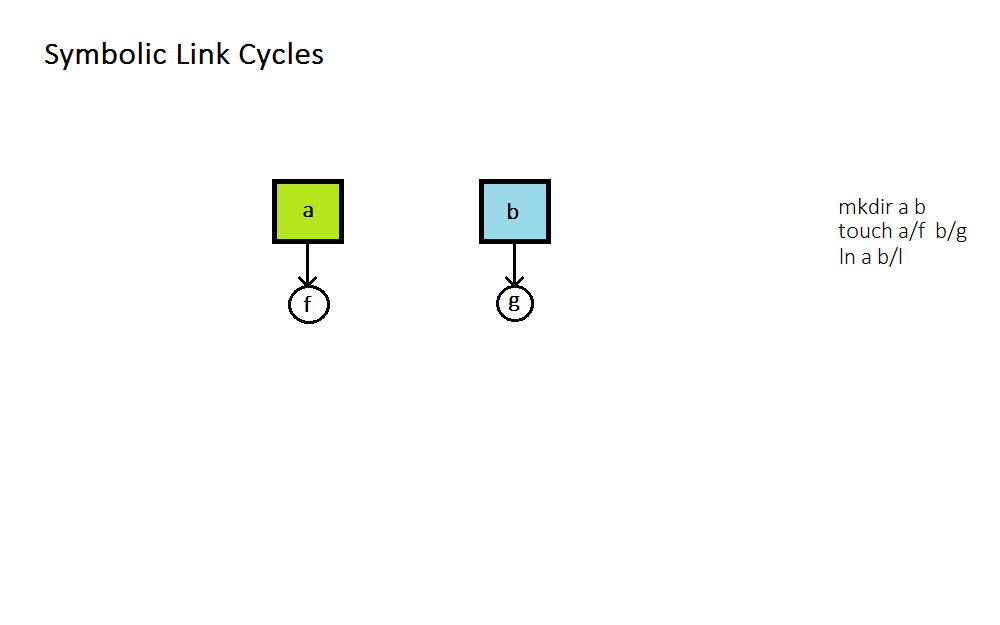 Symbolic Link Cycles
a
b
f
g
mkdir a b
touch a/f  b/g
ln a b/l